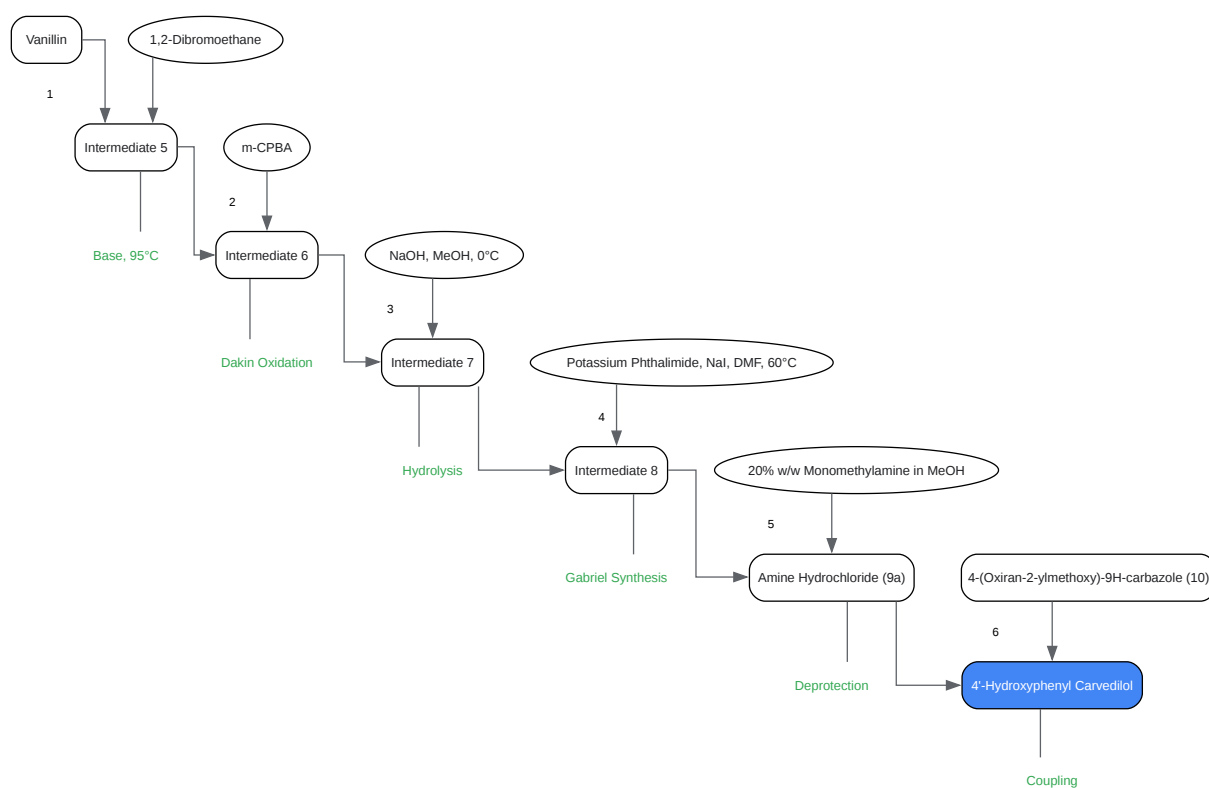 Vanillin
1,2-Dibromoethane
1
Intermediate 5
m-CPBA
2
Base, 95°C
Intermediate 6
NaOH, MeOH, 0°C
3
Dakin Oxidation
Intermediate 7
Potassium Phthalimide, NaI, DMF, 60°C
4
Hydrolysis
Intermediate 8
20% w/w Monomethylamine in MeOH
5
Gabriel Synthesis
Amine Hydrochloride (9a)
4-(Oxiran-2-ylmethoxy)-9H-carbazole (10)
6
Deprotection
4'-Hydroxyphenyl Carvedilol
Coupling